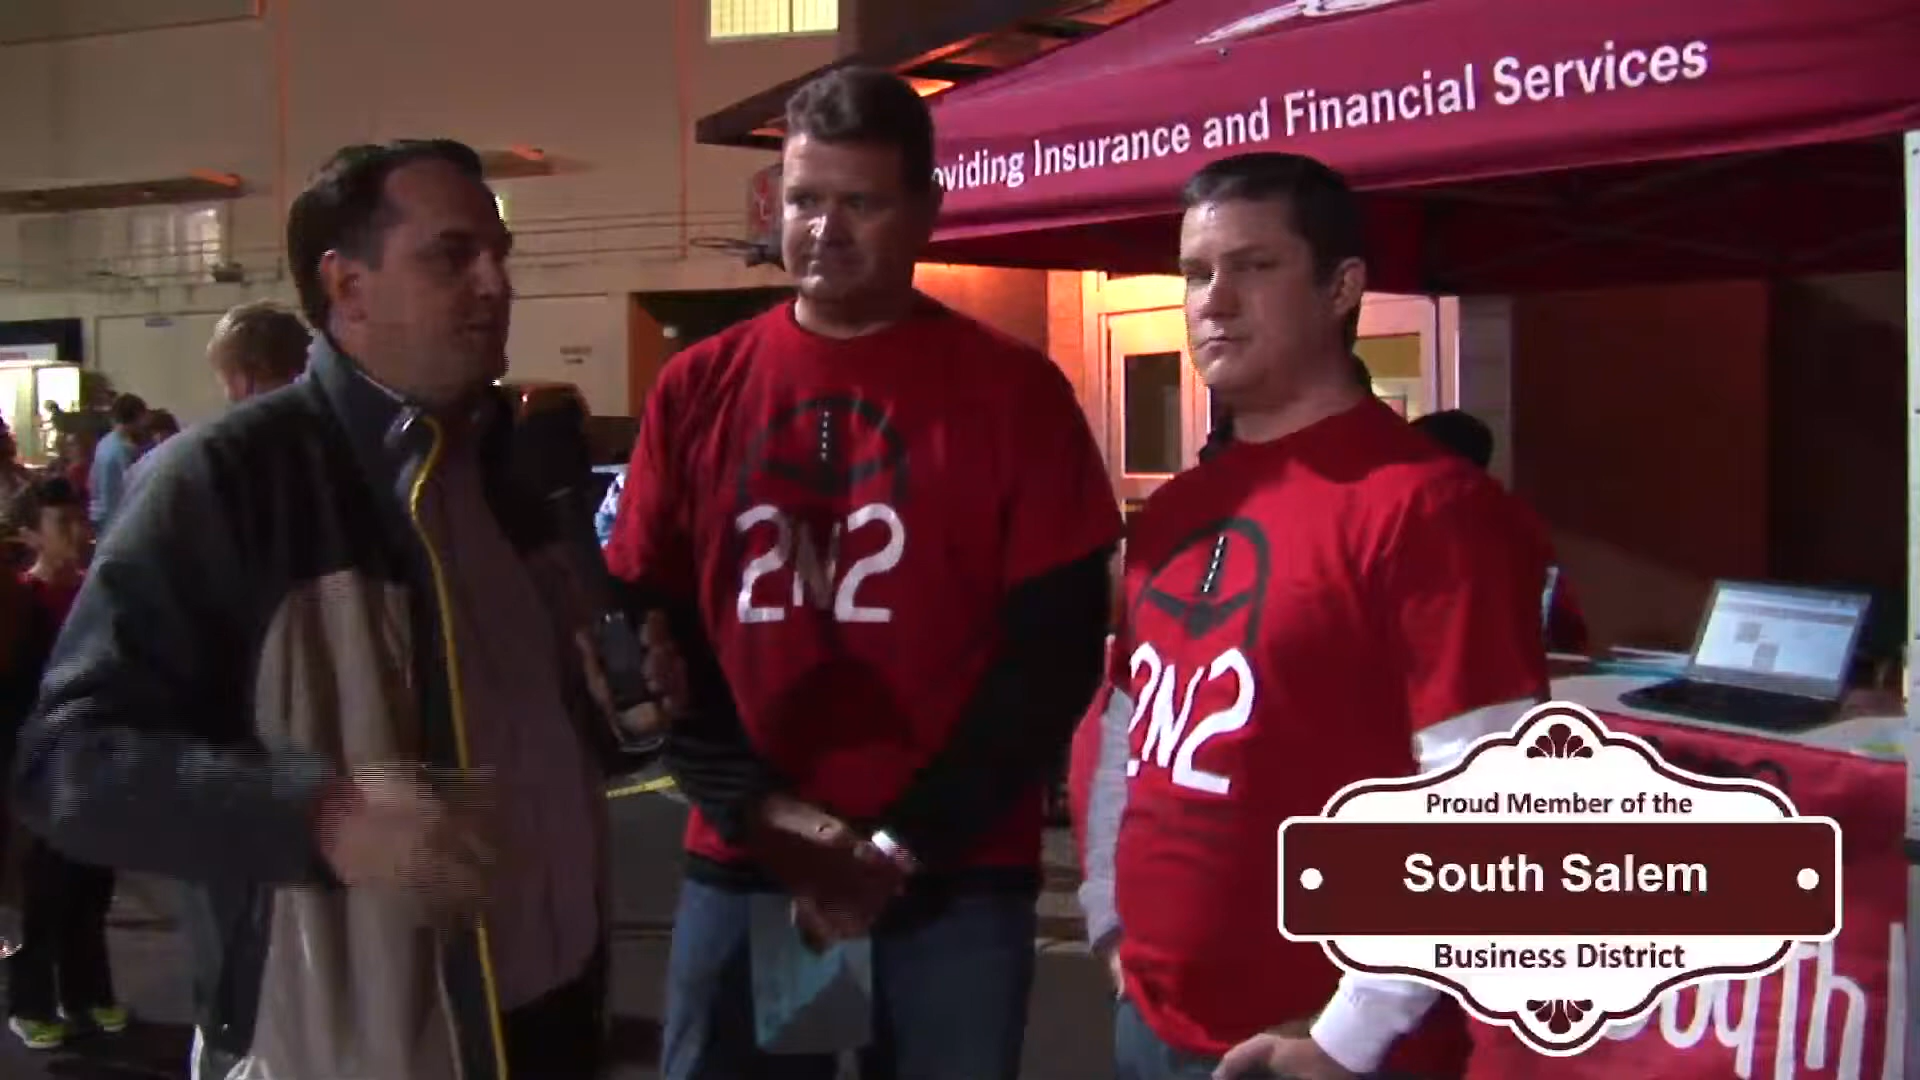 oviding Insurance and Financial Services
2N2
2N2
Proud Member of the
South Salem
Business District